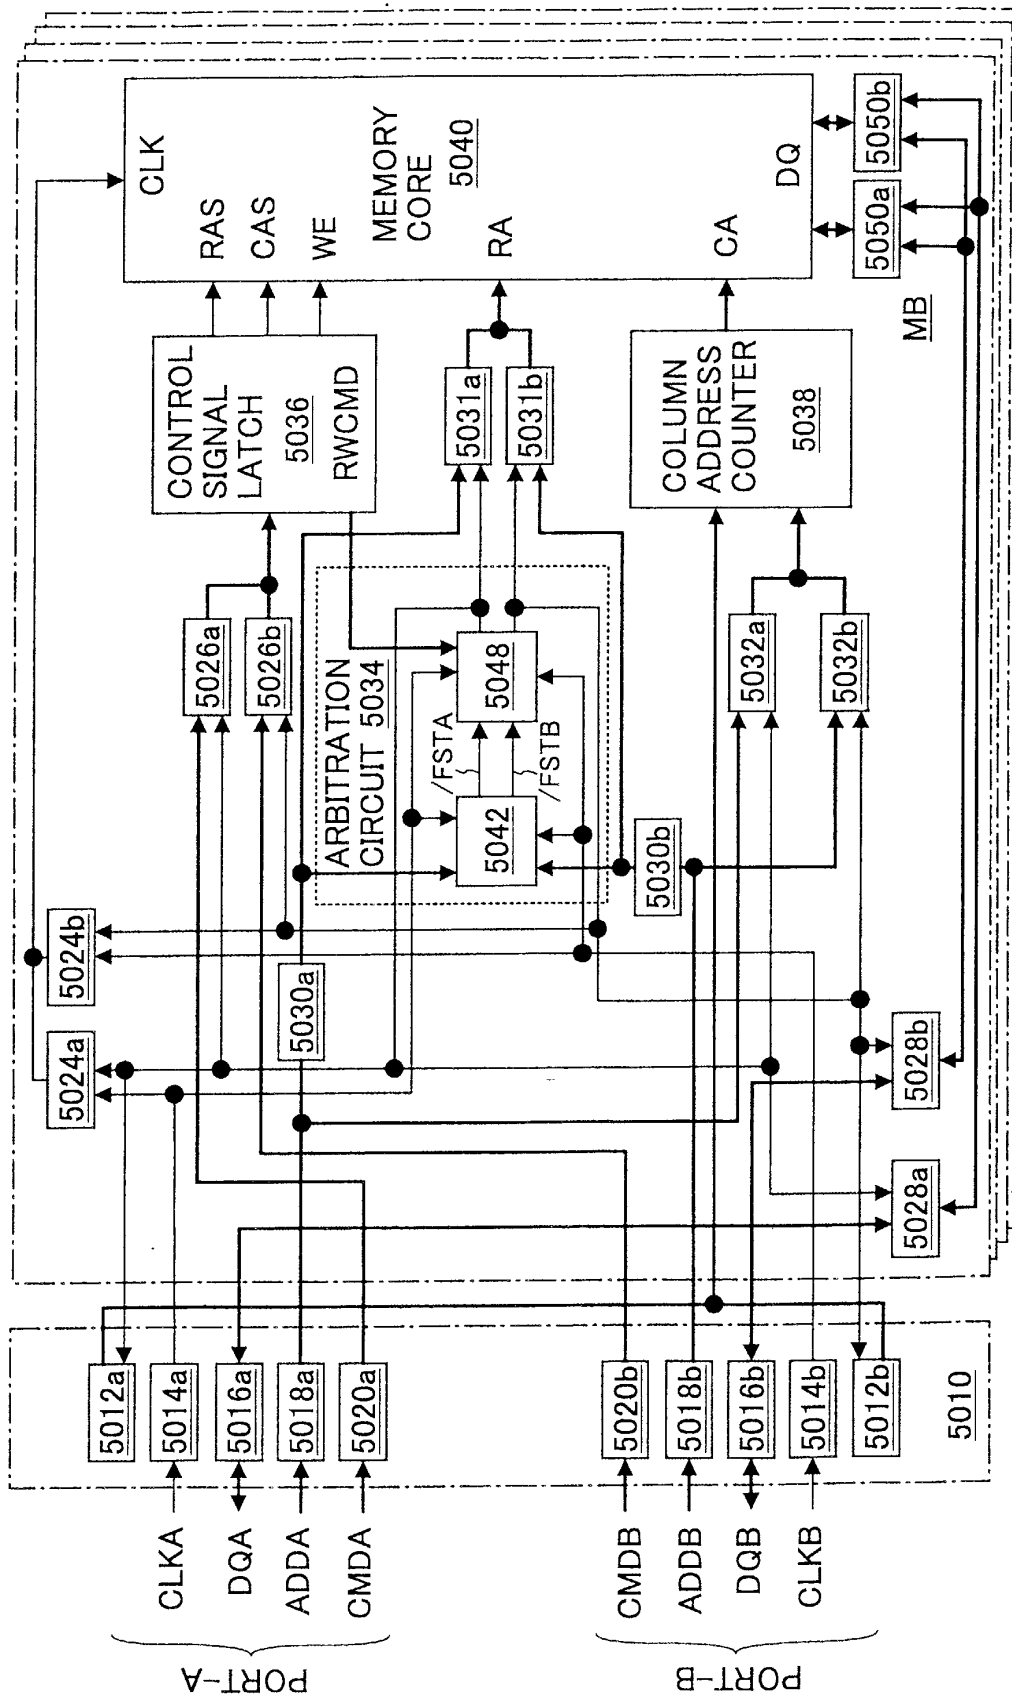 PORT-A
CLKA
DQA
ADDA
CMDA
PORT-B
CMDB
ADDB
DQB
CLKB
5012a
5014a
5016a
5018a
5020a
5020b
5018b
5016b
5014b
5012b
5010
5024a
5024b
5026a
5026b
5028a
5028b
5030a
5030b
ARBITRATION
CIRCUIT 5034
5042
/FSTA
/FSTB
5048
5031a
5031b
5032a
5032b
CONTROL
SIGNAL
LATCH
5036
RWCMD
COLUMN
ADDRESS
COUNTER
5038
CLK
RAS
CAS
WE
MEMORY
CORE
5040
RA
CA
DQ
5050a
5050b
MB